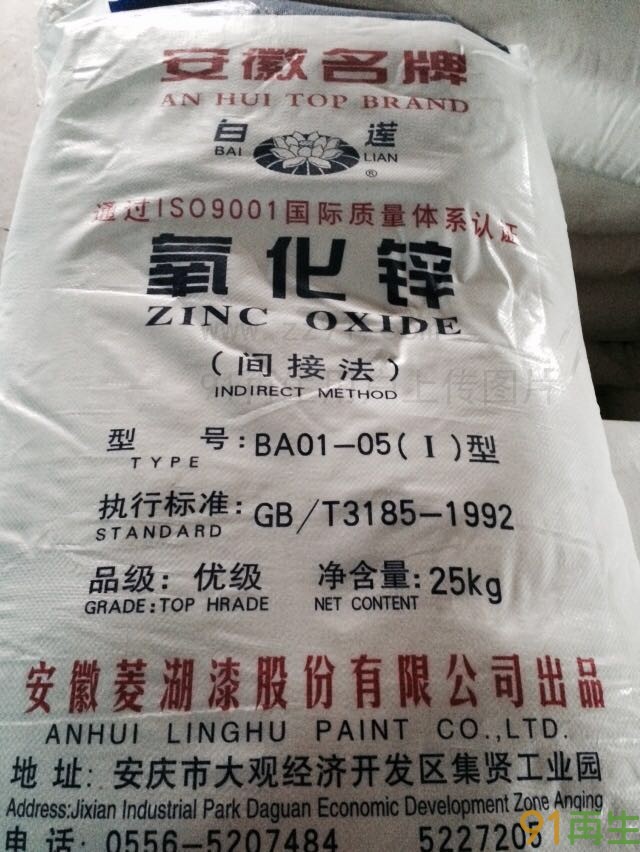 安徽名牌
AN HUI TOP BRAND
白 莲
BAI LIAN
®
通过ISO9001国际质量体系认证
氧化锌
ZINC OXIDE
(间接法)
INDIRECT METHOD
型 号:BA01-05(Ⅰ)型
TYPE
执行标准:GB/T3185-1992
STANDARD
品级:优级 净含量:25kg
GRADE:TOP HRADE NET CONTENT
安徽菱湖漆股份有限公司出品
ANHUI LINGHU PAINT CO.,LTD.
地 址:安庆市大观经济开发区集贤工业园
Address:Jixian Industrial Park Daguan Economic Development Zone Anqing
电 话:0556-5207484 5227205
91再生
上传图片